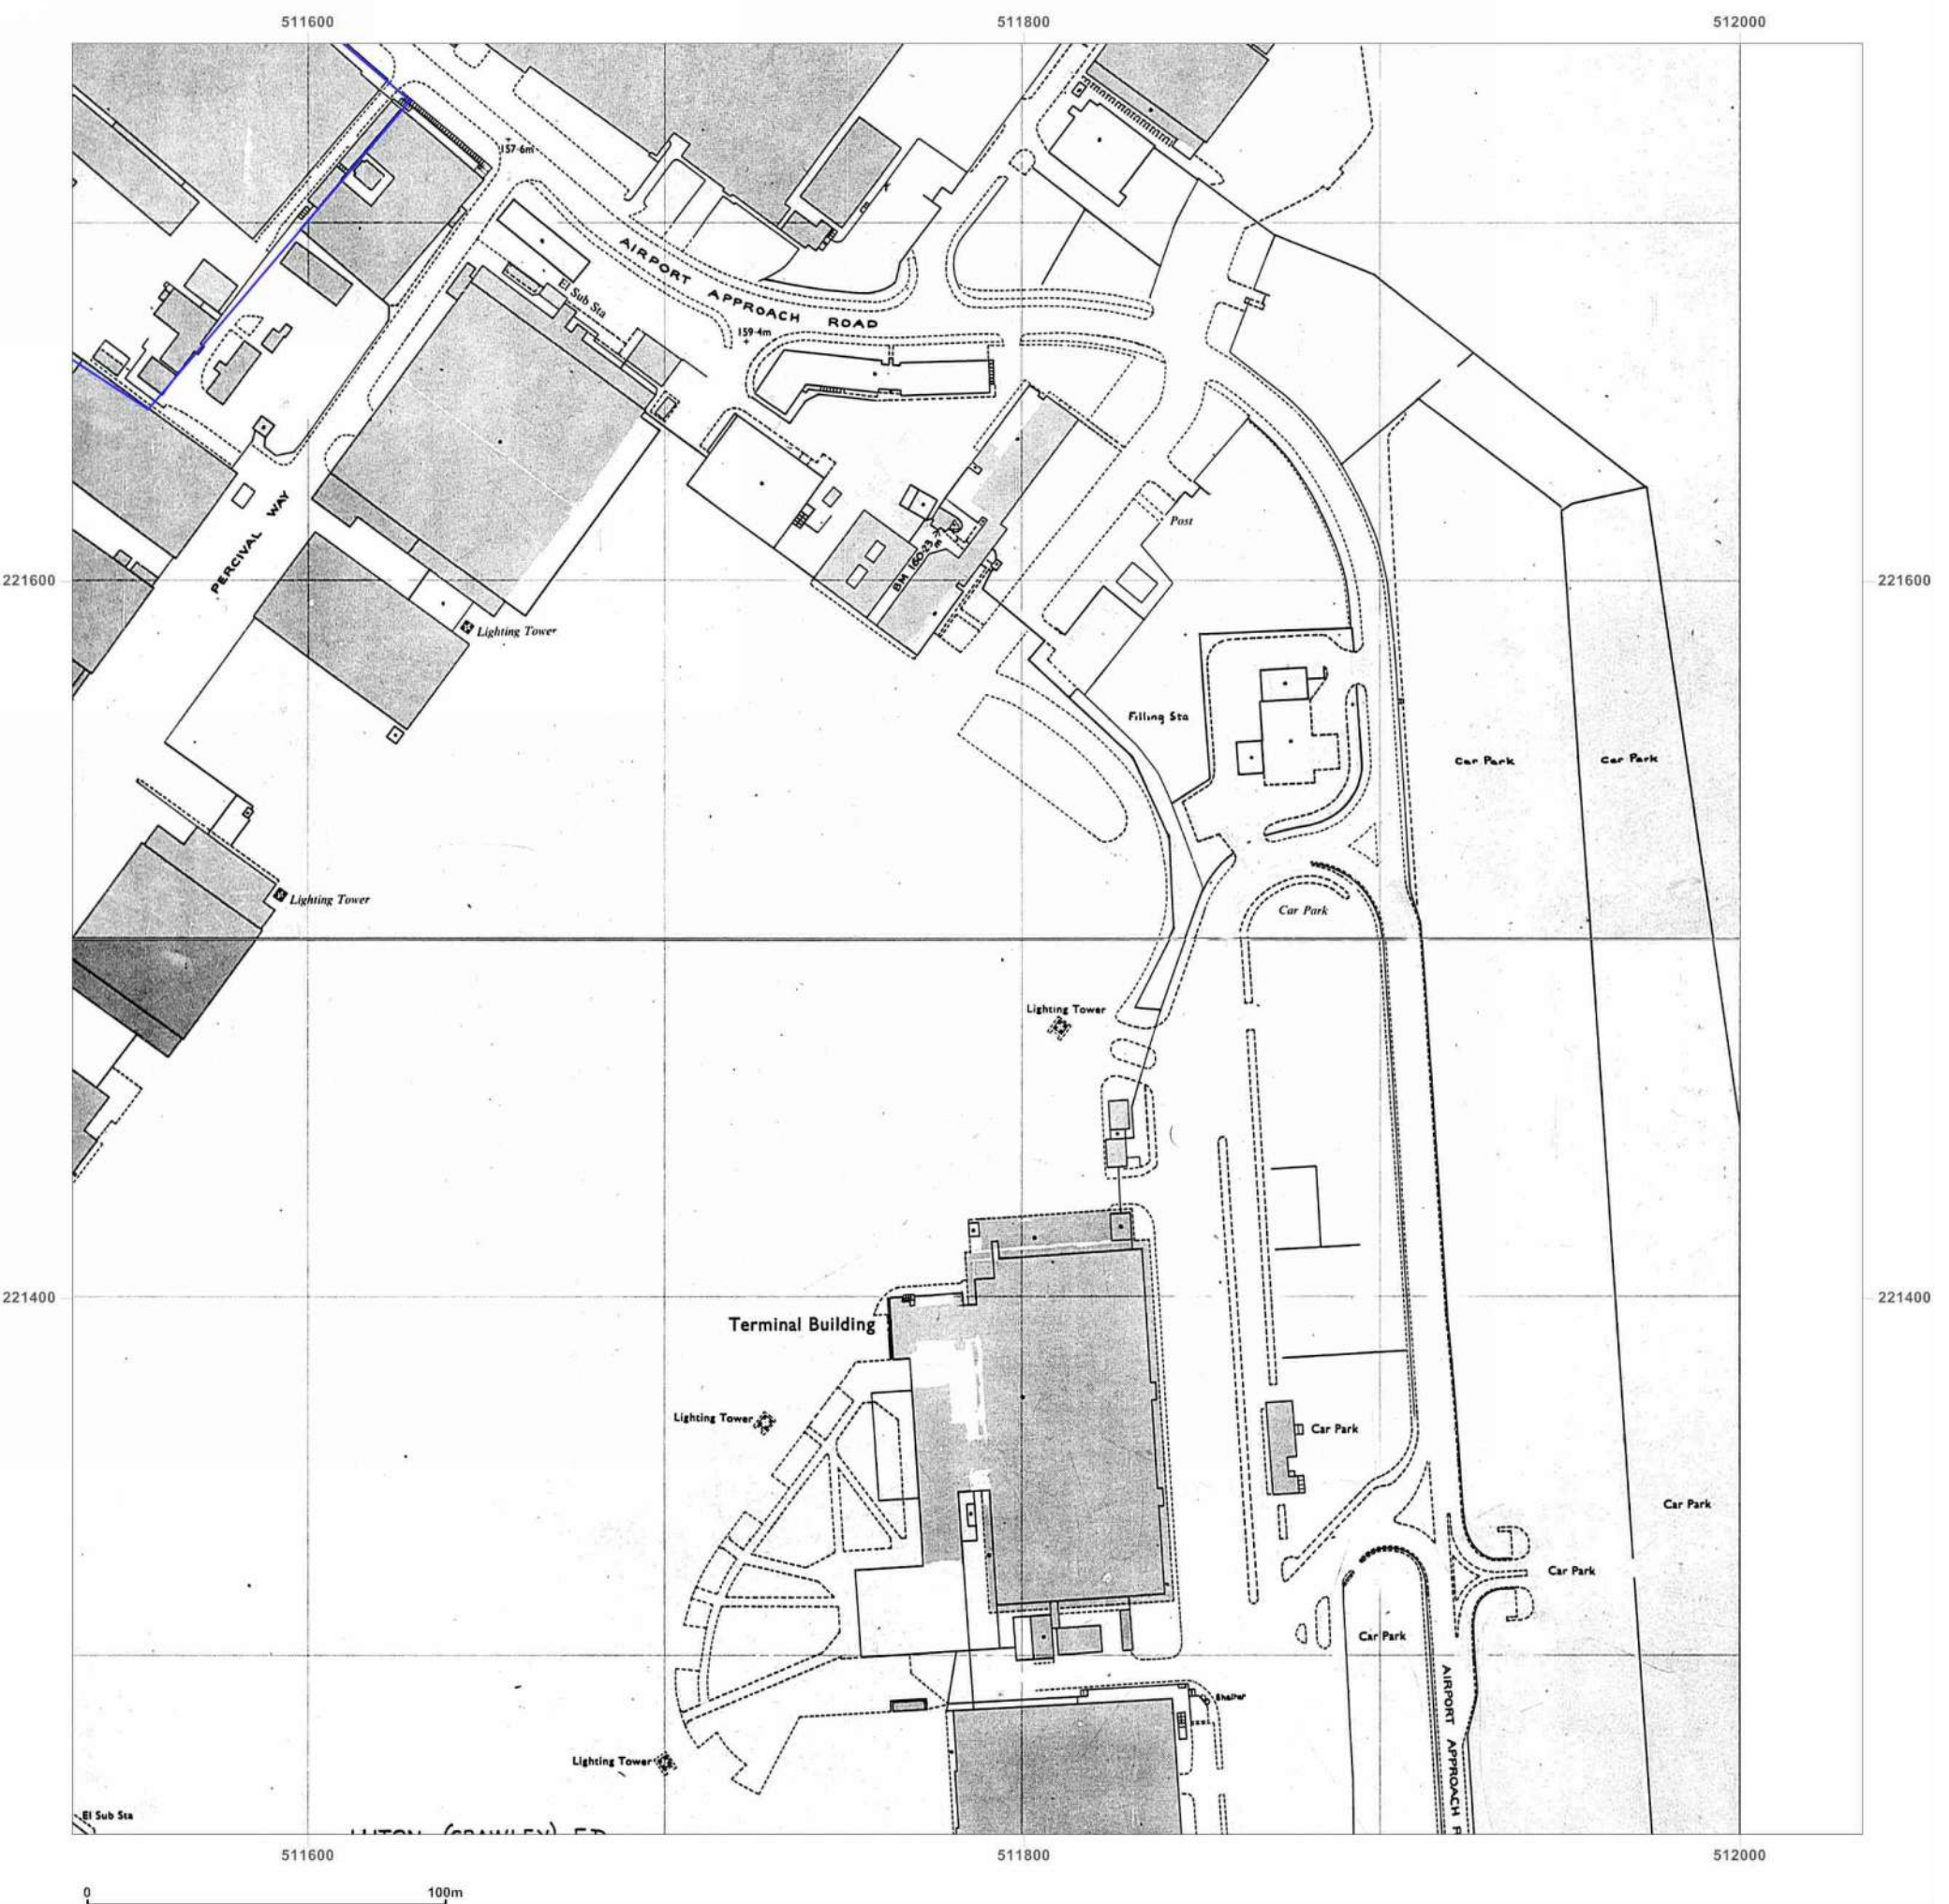 511600
511800
512000
157·6m
AIRPORT APPROACH ROAD
El Sub Sta
159·4m
PERCIVAL WAY
Post
BM 160·23
m
221600
221600
Lighting Tower
Filling Sta
Car Park
Car Park
Lighting Tower
Car Park
Lighting Tower
221400
221400
Terminal Building
Lighting Tower
Car Park
Car Park
Car Park
Car Park
AIRPORT APPROACH
Shelter
Lighting Tower
El Sub Sta
LUTON (CRAWLEY) ED
511600
511800
512000
0
100m